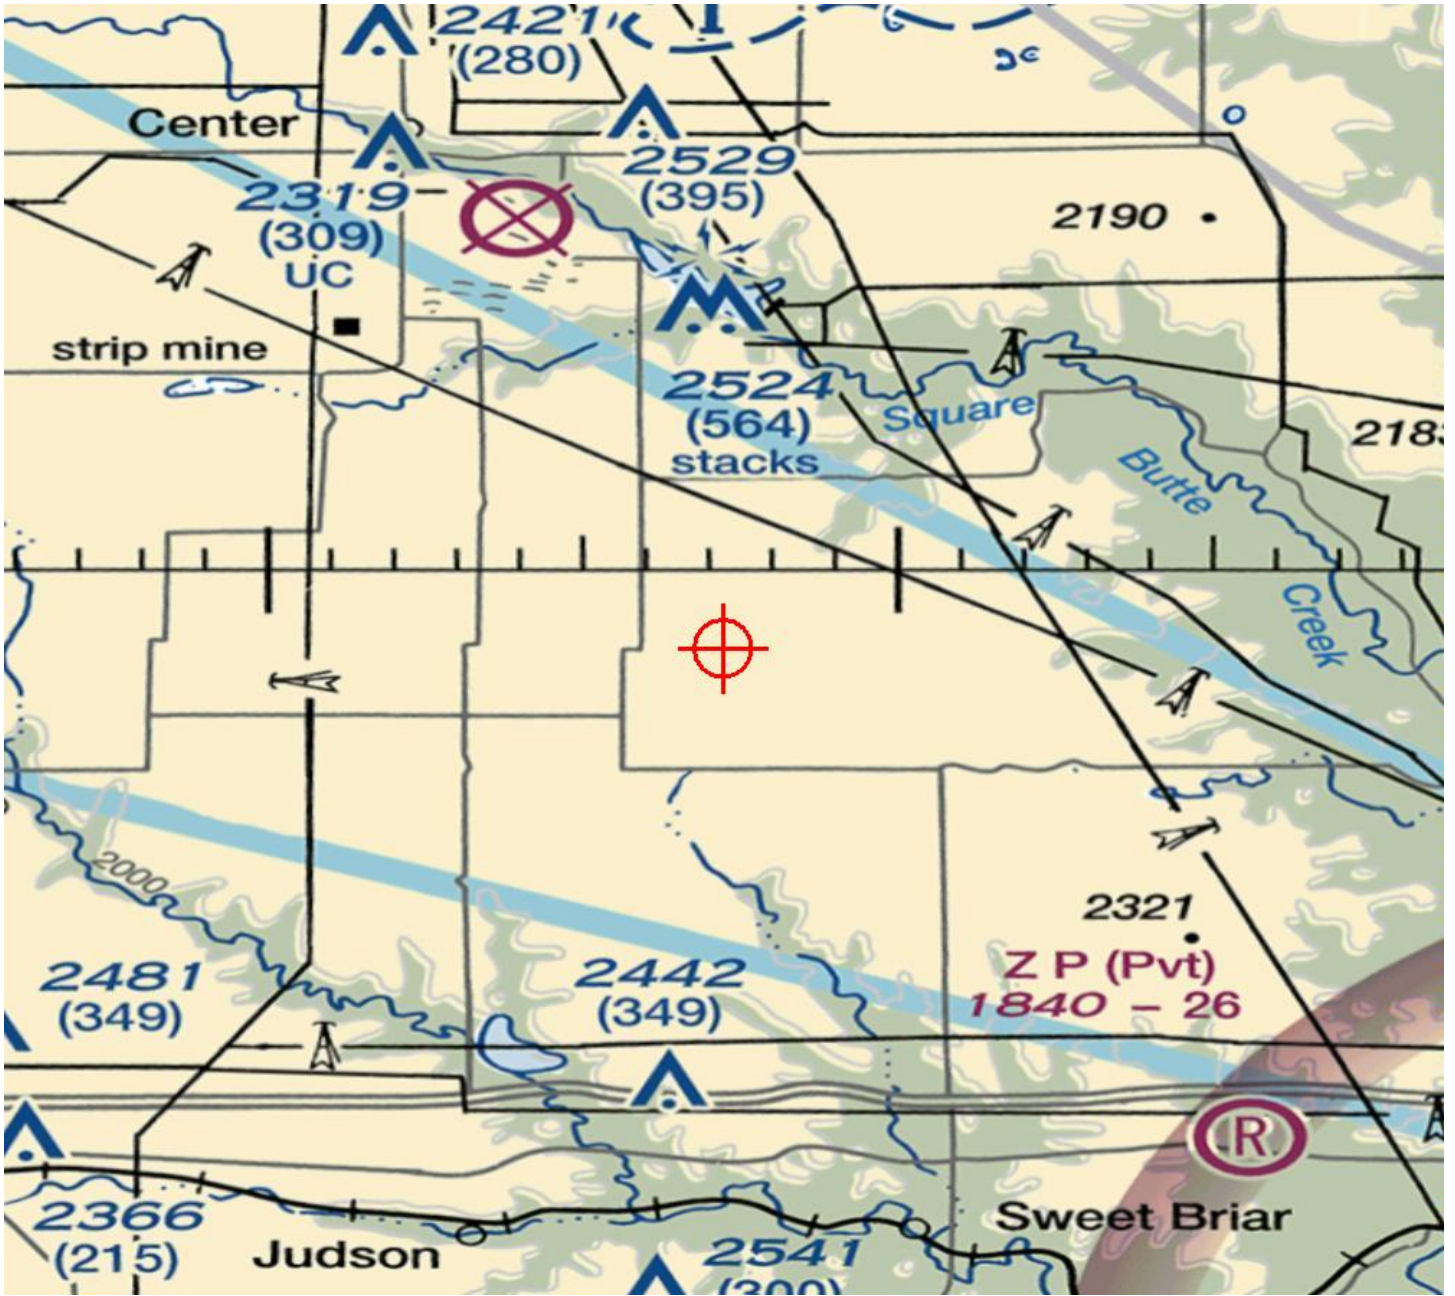 2421
(280)
Center
2529
(395)
2319
(309)
UC
2190
strip mine
2524
(564)
stacks
Square
Butte
Creek
2000
2321
Z P (Pvt)
1840 – 26
2481
(349)
2442
(349)
R
2366
(215)
Judson
Sweet Briar
2541
(300)